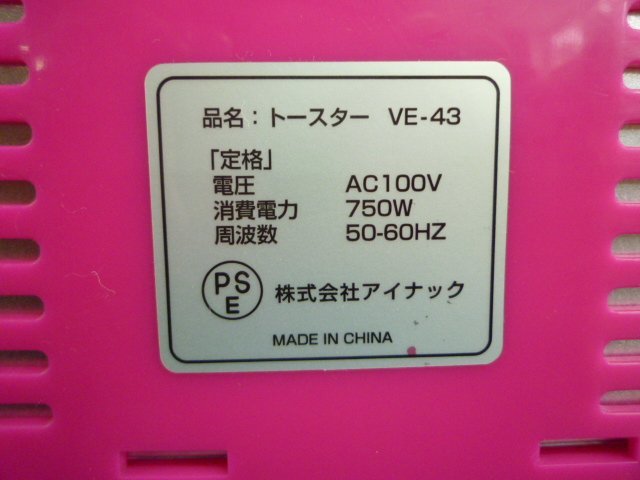 品名：トースター VE-43
「定格」
電圧 AC100V
消費電力 750W
周波数 50-60HZ
PSE 株式会社アイナック
MADE IN CHINA